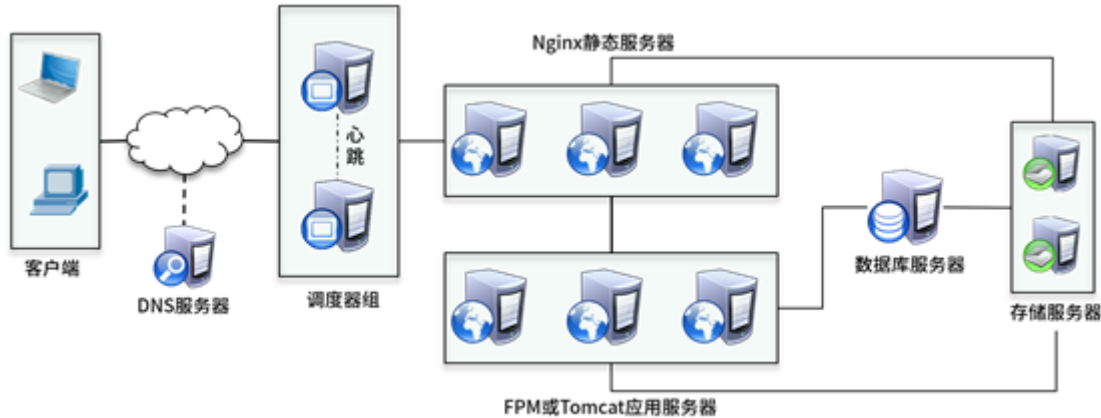 Nginx静态服务器
心
跳
客户端
DNS服务器
调度器组
数据库服务器
存储服务器
FPM或Tomcat应用服务器